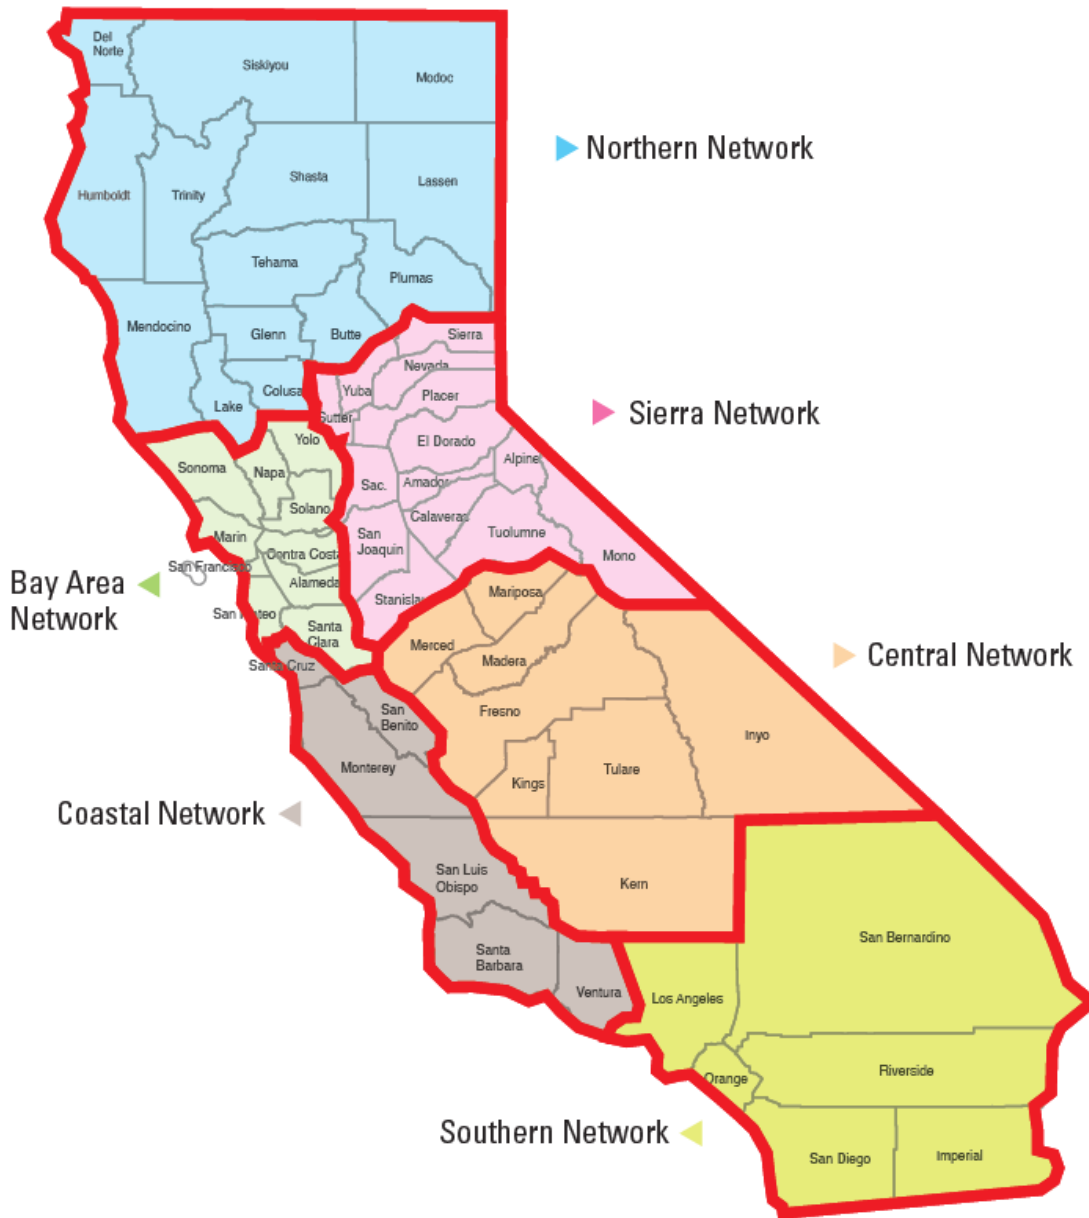 Del
Norte
Siskiyou
Modoc
Northern Network
Humboldt
Trinity
Shasta
Lassen
Tehama
Plumas
Mendocino
Glenn
Butte
Sierra
Nevada
Lake
Colusa
Yuba
Placer
Sutter
Sierra Network
Yolo
El Dorado
Sonoma
Napa
Alpine
Sac.
Amador
Solano
Calaveras
Marin
San
Joaquin
Tuolumne
Contra Costa
Mono
San Francisco
Bay Area
Network
Alameda
Stanislau
Mariposa
San Mateo
Santa
Clara
Merced
Madera
Central Network
Santa Cruz
San
Benito
Fresno
Inyo
Monterey
Kings
Tulare
Coastal Network
San Luis
Obispo
Kern
San Bernardino
Santa
Barbara
Ventura
Los Angeles
Orange
Riverside
Southern Network
San Diego
Imperial